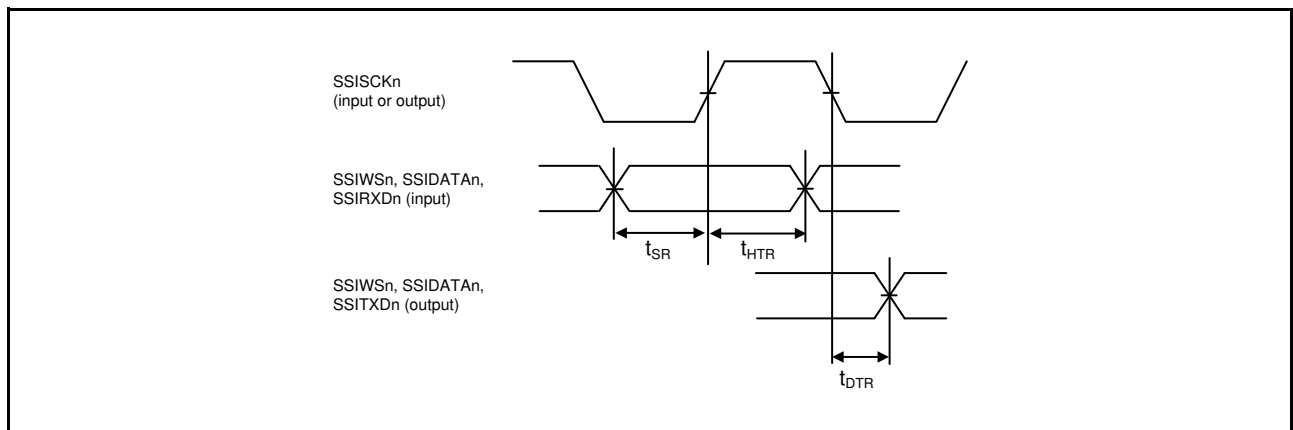 SSISCKn
(input or output)
SSIWSn, SSIDATAn,
SSIRXDn (input)
tSR
tHTR
SSIWSn, SSIDATAn,
SSITXDn (output)
tDTR